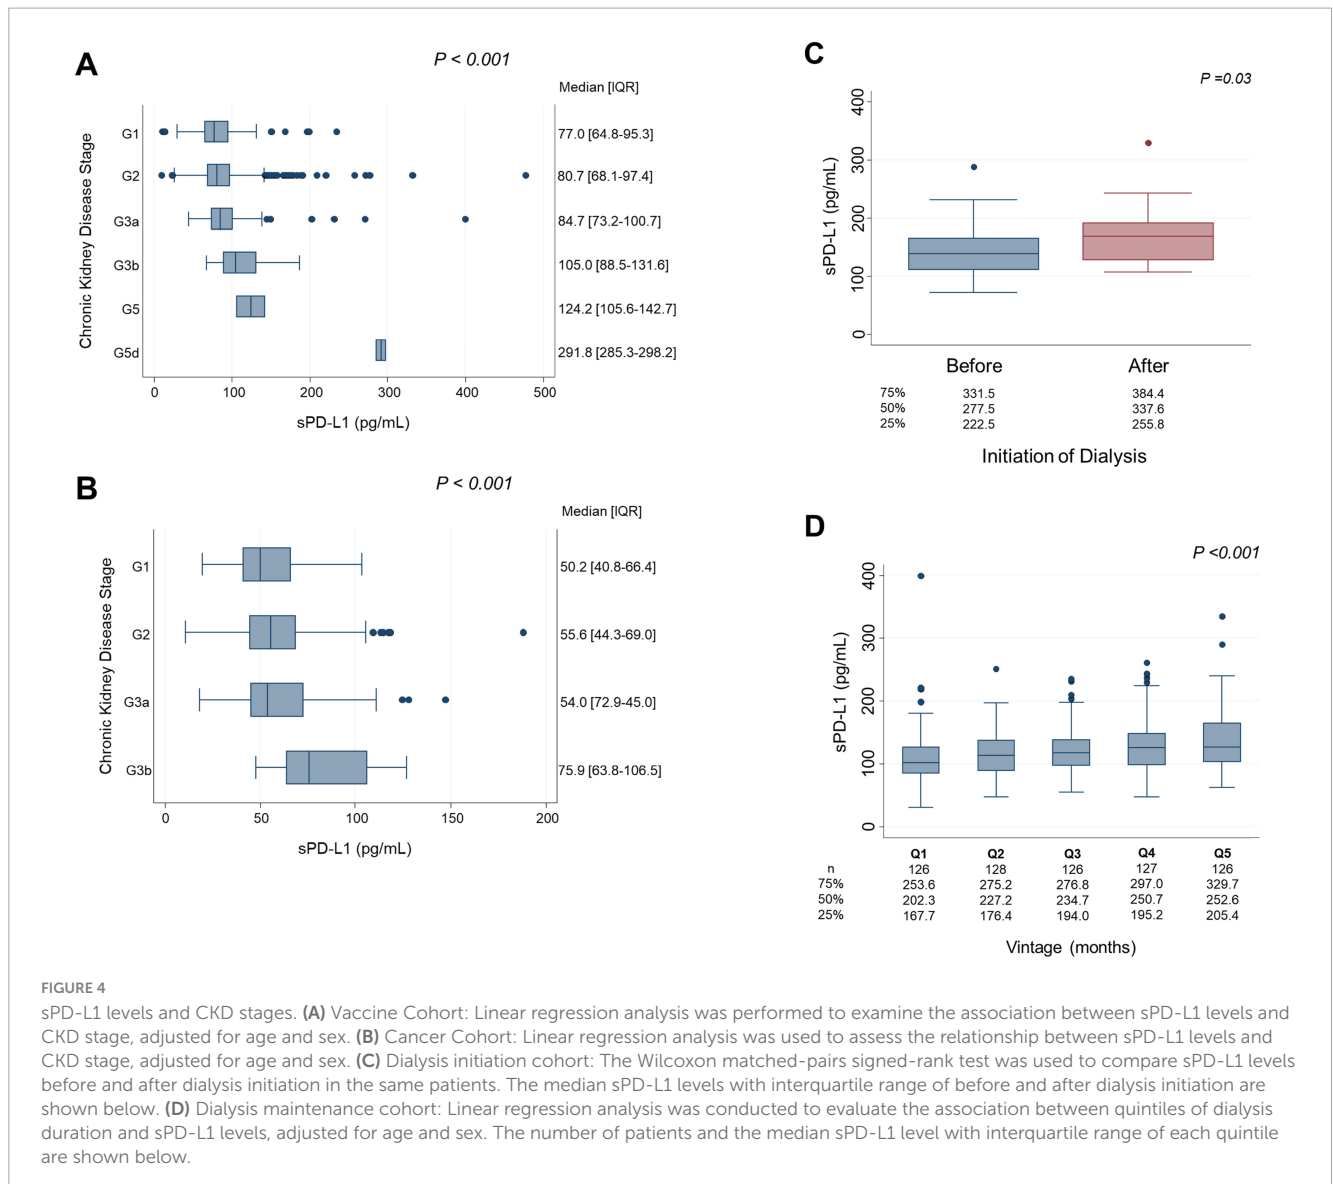 A
P < 0.001
Median [IQR]
Chronic Kidney Disease Stage
G1 77.0 [64.8-95.3]
G2 80.7 [68.1-97.4]
G3a 84.7 [73.2-100.7]
G3b 105.0 [88.5-131.6]
G5 124.2 [105.6-142.7]
G5d 291.8 [285.3-298.2]
0 100 200 300 400 500
sPD-L1 (pg/mL)
B
P < 0.001
Median [IQR]
Chronic Kidney Disease Stage
G1 50.2 [40.8-66.4]
G2 55.6 [44.3-69.0]
G3a 54.0 [72.9-45.0]
G3b 75.9 [63.8-106.5]
0 50 100 150 200
sPD-L1 (pg/mL)
C
P =0.03
sPD-L1 (pg/mL)
400
300
200
100
0
Before After
75% 331.5 384.4
50% 277.5 337.6
25% 222.5 255.8
Initiation of Dialysis
D
P <0.001
sPD-L1 (pg/mL)
400
300
200
100
0
Q1 Q2 Q3 Q4 Q5
n 126 128 126 127 126
75% 253.6 275.2 276.8 297.0 329.7
50% 202.3 227.2 234.7 250.7 252.6
25% 167.7 176.4 194.0 195.2 205.4
Vintage (months)
FIGURE 4
sPD-L1 levels and CKD stages. (A) Vaccine Cohort: Linear regression analysis was performed to examine the association between sPD-L1 levels and
CKD stage, adjusted for age and sex. (B) Cancer Cohort: Linear regression analysis was used to assess the relationship between sPD-L1 levels and
CKD stage, adjusted for age and sex. (C) Dialysis initiation cohort: The Wilcoxon matched-pairs signed-rank test was used to compare sPD-L1 levels
before and after dialysis initiation in the same patients. The median sPD-L1 levels with interquartile range of before and after dialysis initiation are
shown below. (D) Dialysis maintenance cohort: Linear regression analysis was conducted to evaluate the association between quintiles of dialysis
duration and sPD-L1 levels, adjusted for age and sex. The number of patients and the median sPD-L1 level with interquartile range of each quintile
are shown below.